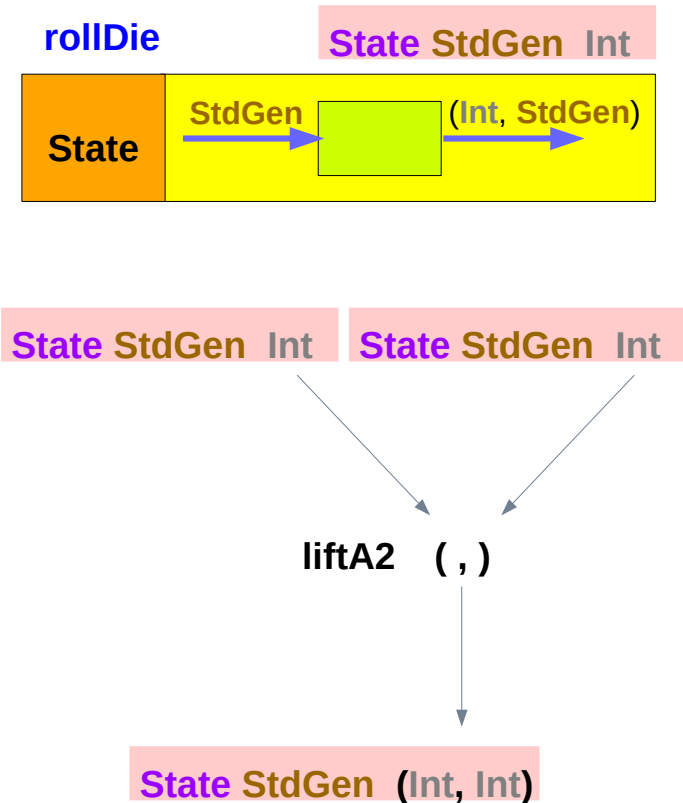 rollDie
State StdGen Int
State
StdGen
(Int, StdGen)
State StdGen Int
State StdGen Int
liftA2 ( , )
State StdGen (Int, Int)